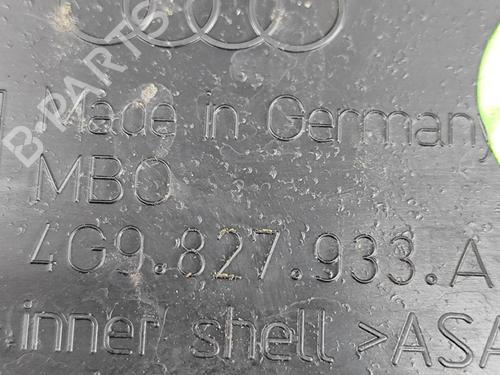 Made in Germany
MBO
4G9.827.933.A
inner shell >ASA
B-PARTS